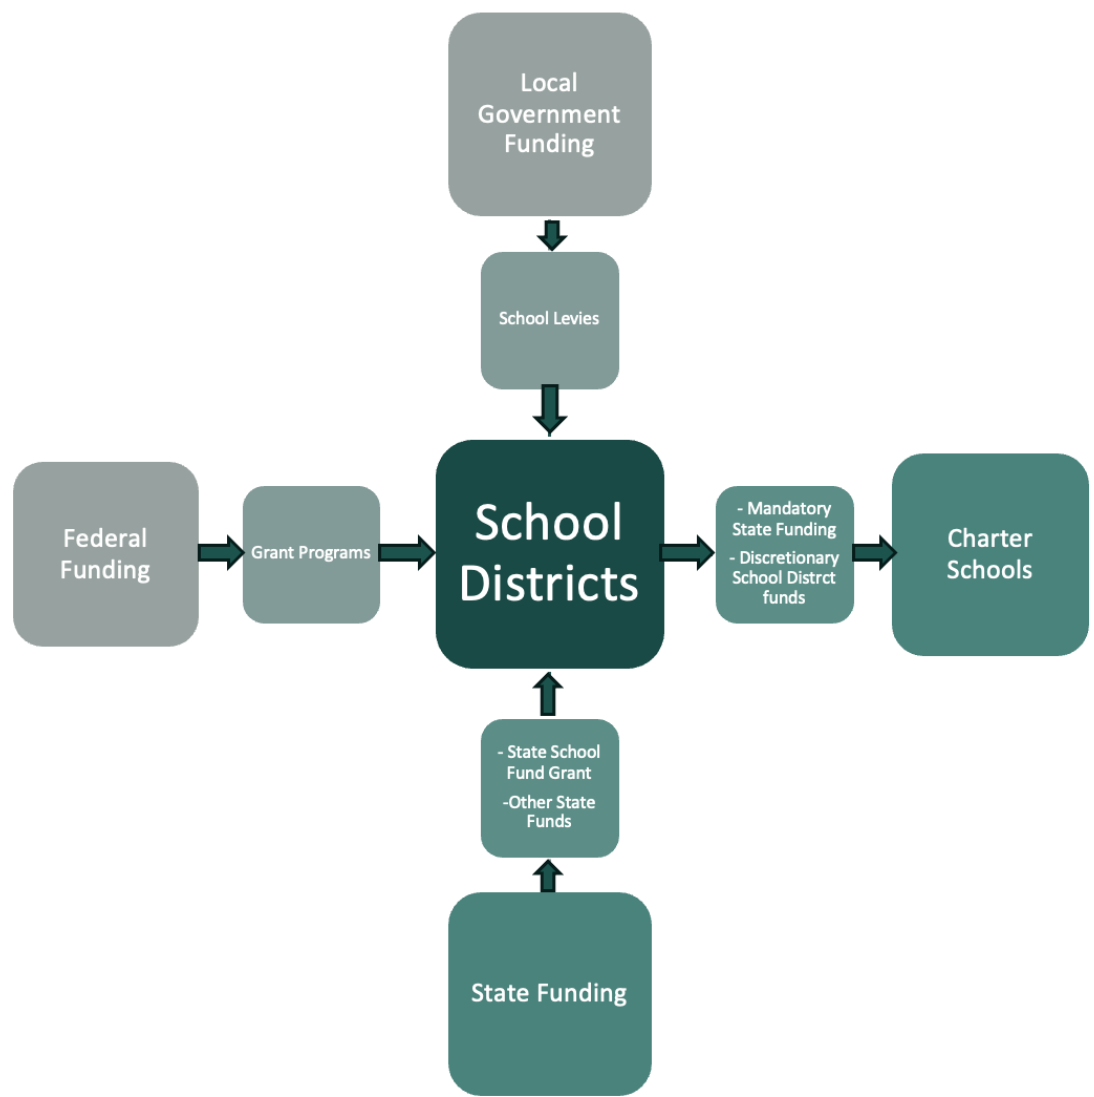 Local
Government
Funding
School Levies
Federal
Funding
Grant Programs
School
Districts
- Mandatory
State Funding
- Discretionary
School Distrct
funds
Charter
Schools
- State School
Fund Grant
-Other State
Funds
State Funding